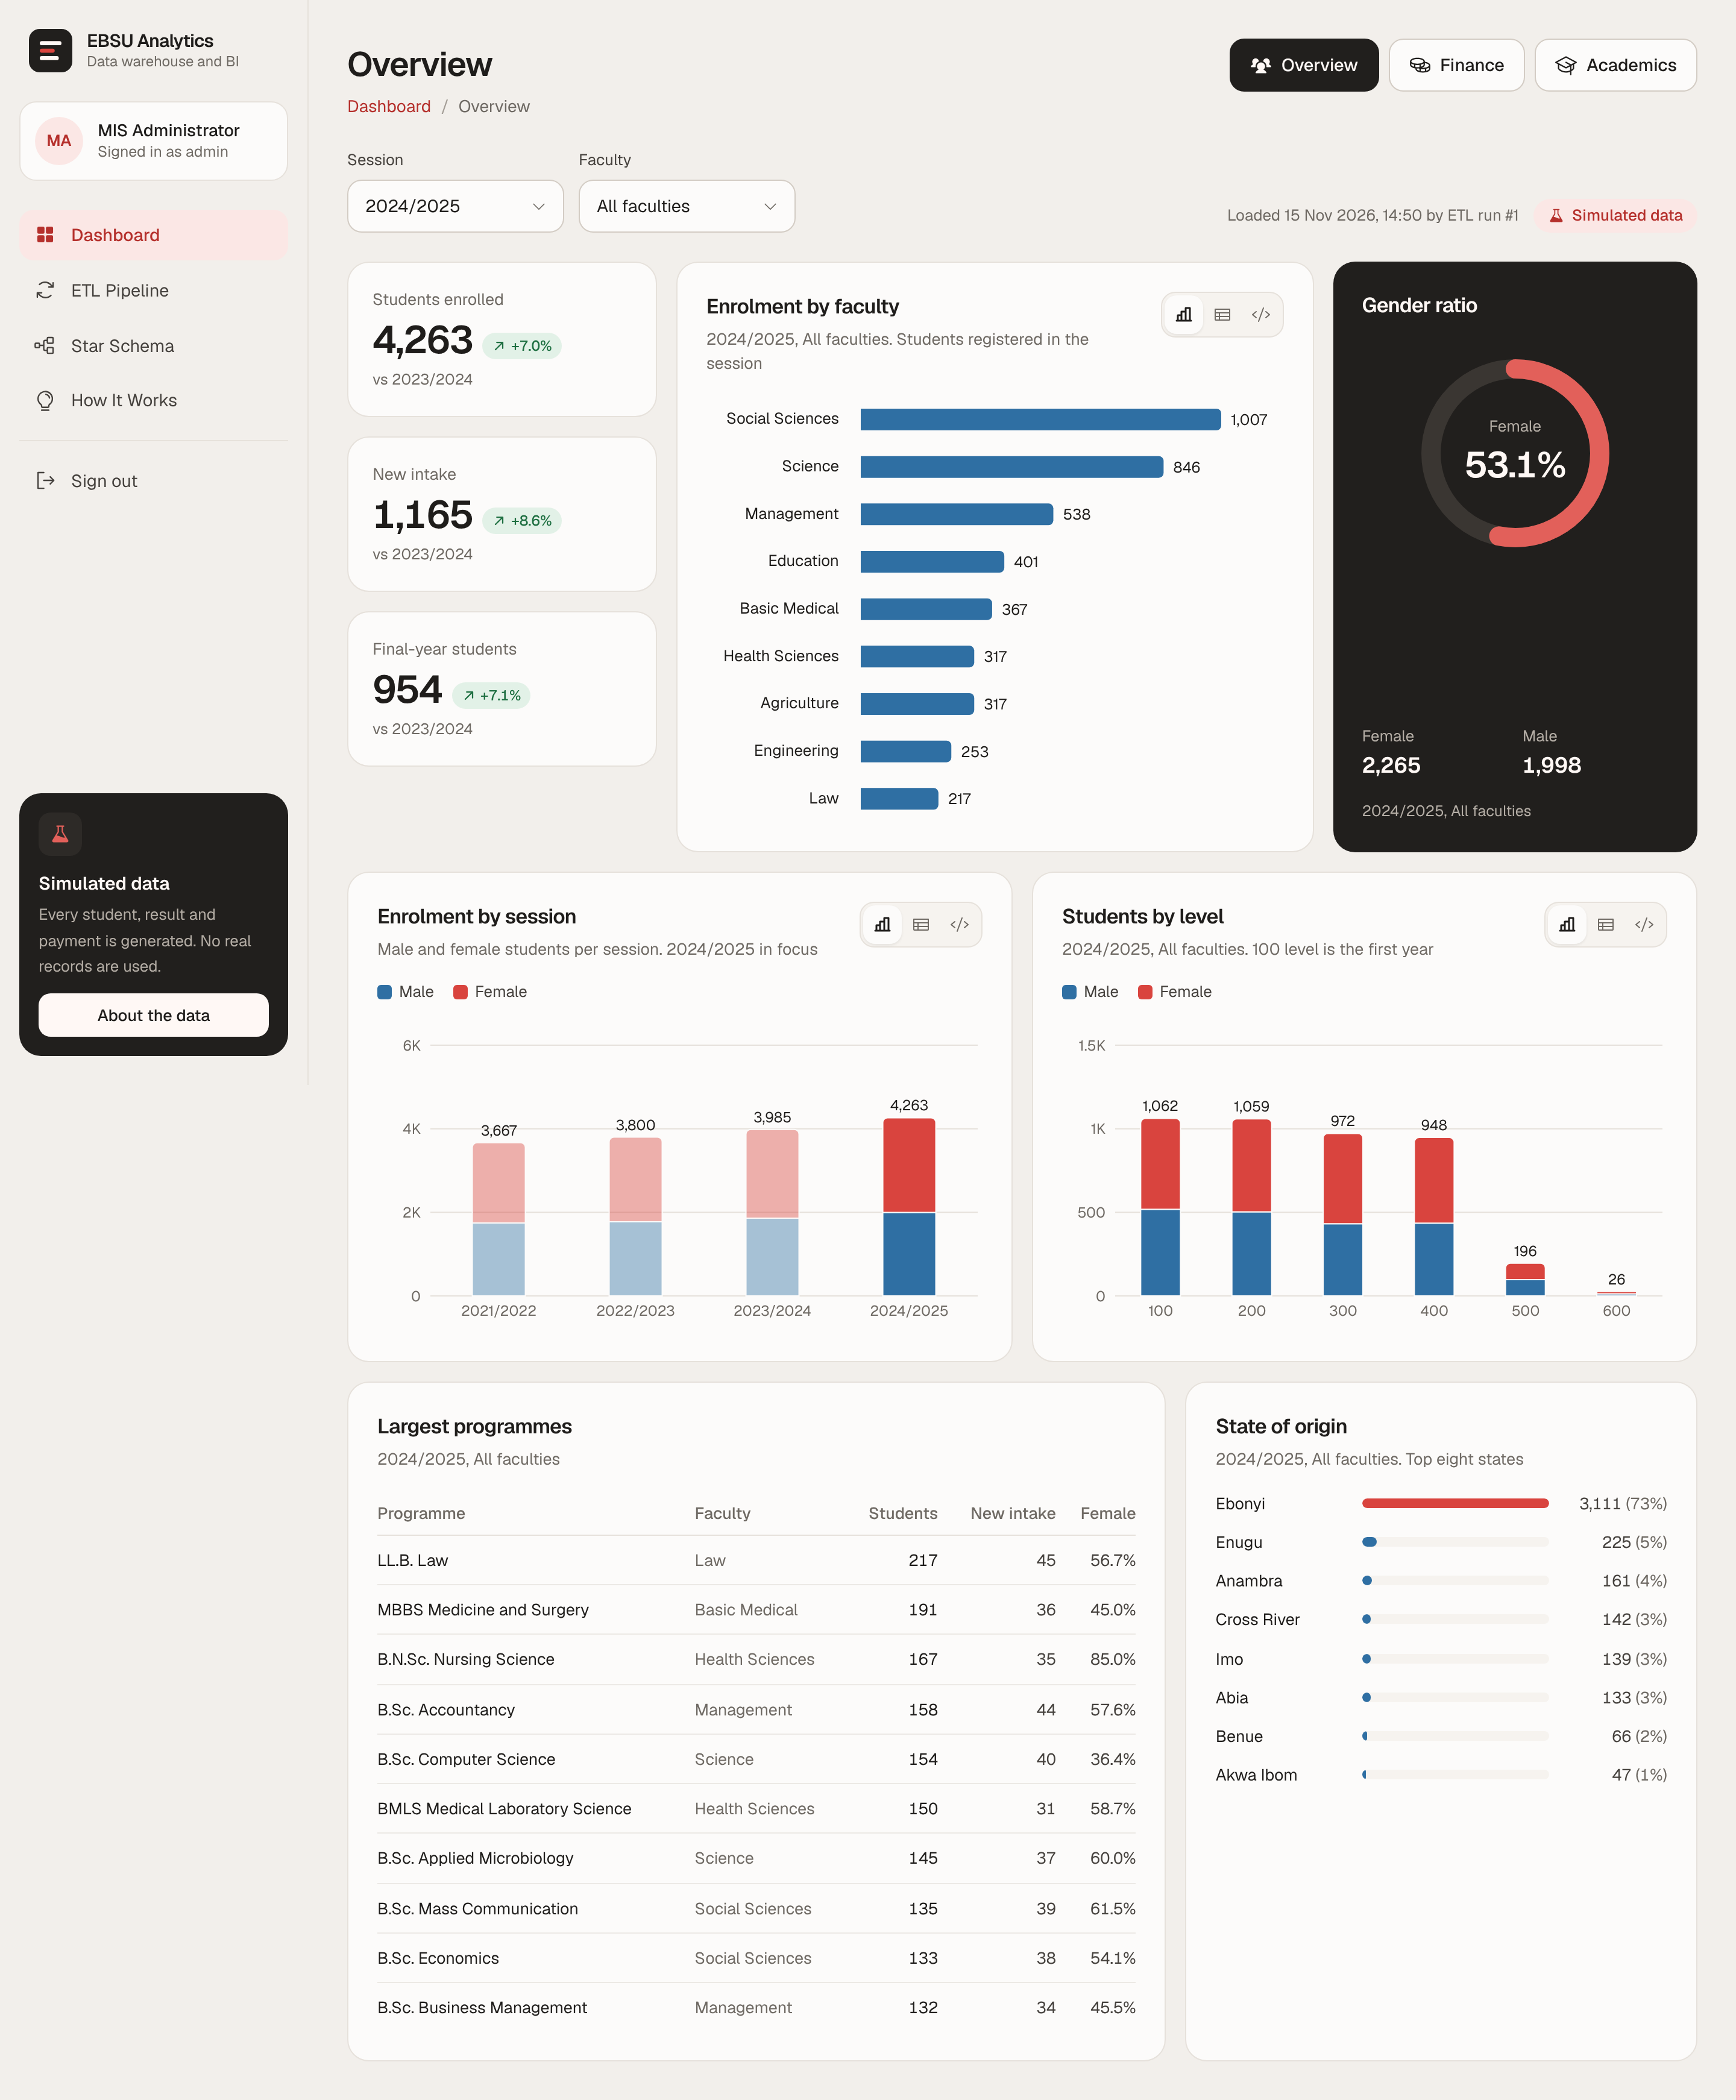 EBSU Analytics
Data warehouse and BI
MA
MIS Administrator
Signed in as admin
Dashboard
ETL Pipeline
Star Schema
How It Works
Sign out
Simulated data
Every student, result and
payment is generated. No real
records are used.
About the data
Overview
Dashboard / Overview
Overview
Finance
Academics
Session
2024/2025
Faculty
All faculties
Loaded 15 Nov 2026, 14:50 by ETL run #1
Simulated data
Students enrolled
4,263 +7.0%
vs 2023/2024
New intake
1,165 +8.6%
vs 2023/2024
Final-year students
954 +7.1%
vs 2023/2024
Enrolment by faculty
2024/2025, All faculties. Students registered in the
session
</>
Social Sciences 1,007
Science 846
Management 538
Education 401
Basic Medical 367
Health Sciences 317
Agriculture 317
Engineering 253
Law 217
Gender ratio
Female
53.1%
Female Male
2,265 1,998
2024/2025, All faculties
Enrolment by session
Male and female students per session. 2024/2025 in focus
</>
Male Female
6K
4K
2K
0
3,667 3,800 3,985 4,263
2021/2022 2022/2023 2023/2024 2024/2025
Students by level
2024/2025, All faculties. 100 level is the first year
</>
Male Female
1.5K
1K
500
0
1,062 1,059 972 948 196 26
100 200 300 400 500 600
Largest programmes
2024/2025, All faculties
Programme Faculty Students New intake Female
LL.B. Law Law 217 45 56.7%
MBBS Medicine and Surgery Basic Medical 191 36 45.0%
B.N.Sc. Nursing Science Health Sciences 167 35 85.0%
B.Sc. Accountancy Management 158 44 57.6%
B.Sc. Computer Science Science 154 40 36.4%
BMLS Medical Laboratory Science Health Sciences 150 31 58.7%
B.Sc. Applied Microbiology Science 145 37 60.0%
B.Sc. Mass Communication Social Sciences 135 39 61.5%
B.Sc. Economics Social Sciences 133 38 54.1%
B.Sc. Business Management Management 132 34 45.5%
State of origin
2024/2025, All faculties. Top eight states
Ebonyi 3,111 (73%)
Enugu 225 (5%)
Anambra 161 (4%)
Cross River 142 (3%)
Imo 139 (3%)
Abia 133 (3%)
Benue 66 (2%)
Akwa Ibom 47 (1%)